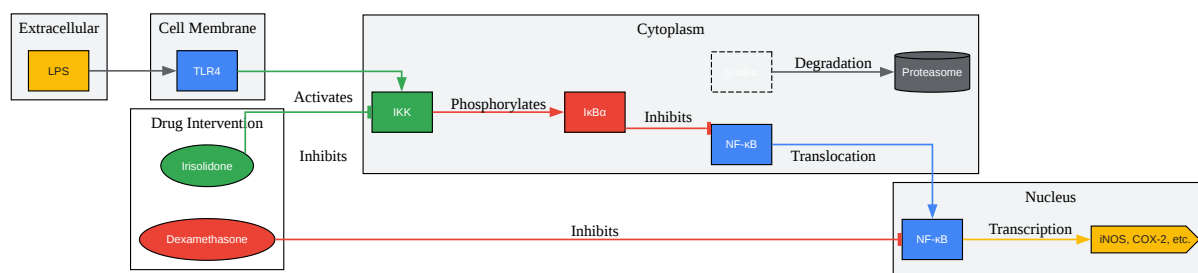 Extracellular
LPS
Cell Membrane
TLR4
Cytoplasm
p-IκBα
Degradation
Proteasome
Activates
IKK
Phosphorylates
IκBα
Inhibits
NF-κB
Translocation
Drug Intervention
Irisolidone
Inhibits
Dexamethasone
Inhibits
Nucleus
NF-κB
Transcription
iNOS, COX-2, etc.